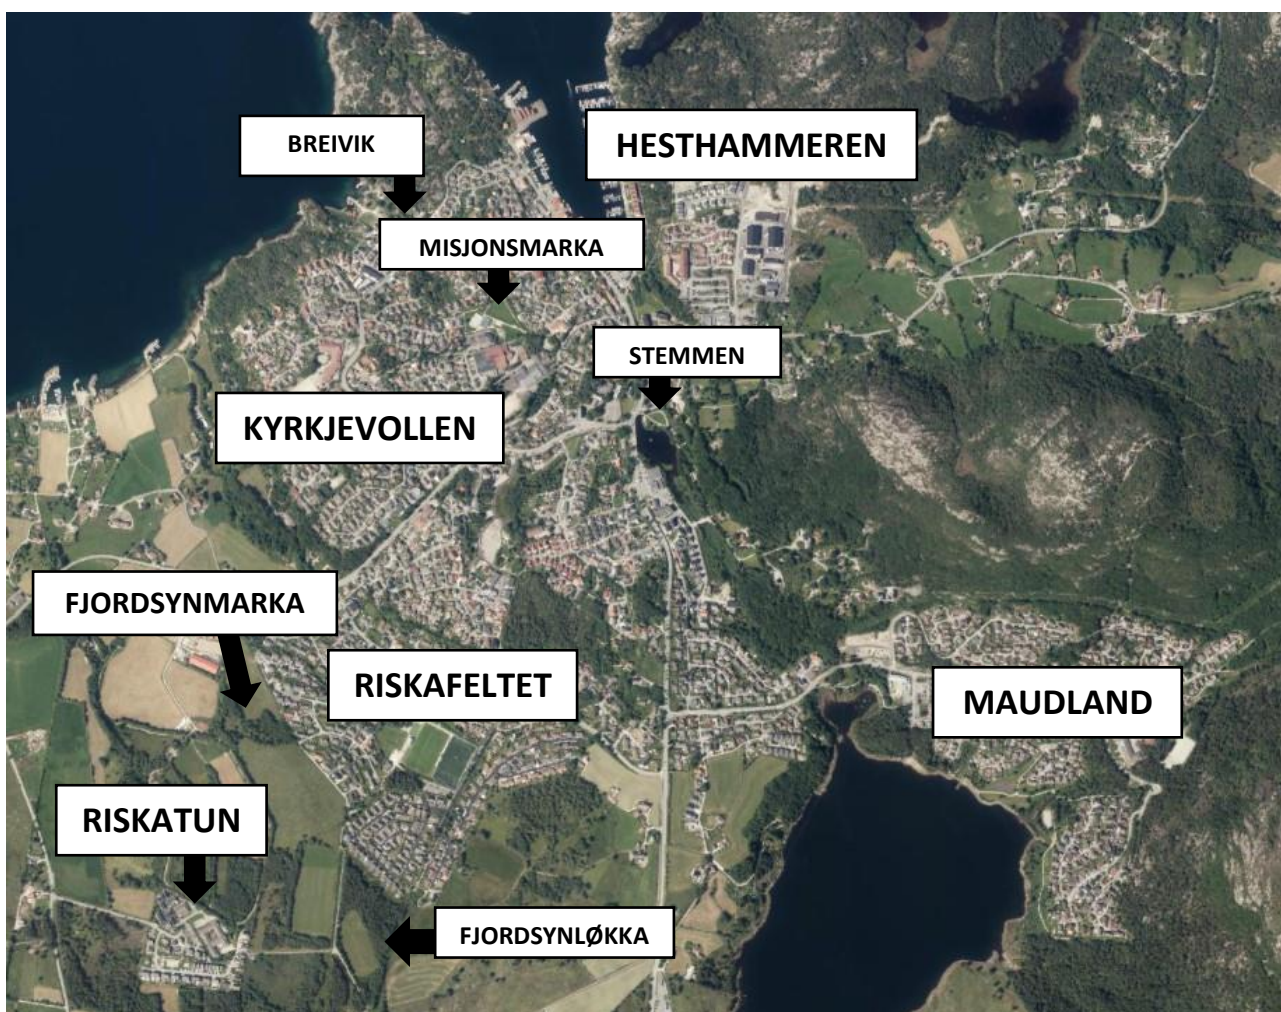 BREIVIK
HESTHAMMEREN
MISJONSMARKA
STEMMEN
KYRKJEVOLLEN
FJORDSYNMARKA
RISKAFELTET
MAUDLAND
RISKATUN
FJORDSYNLØKKA